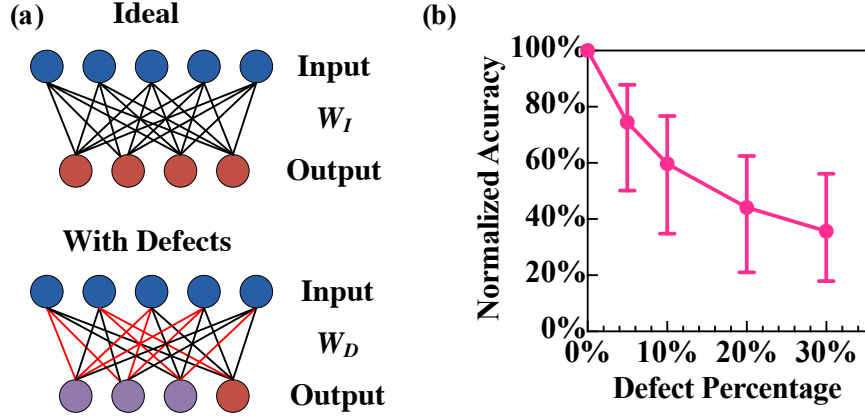 (a)
Ideal
Input
W_I
Output
With Defects
Input
W_D
Output
(b)
Normalized Acuracy
100%
80%
60%
40%
20%
0%
0% 10% 20% 30%
Defect Percentage